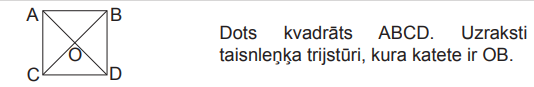 A B
O
C D
Dots kvadrāts ABCD. Uzraksti
taisnleņķa trijstūri, kura katete ir OB.